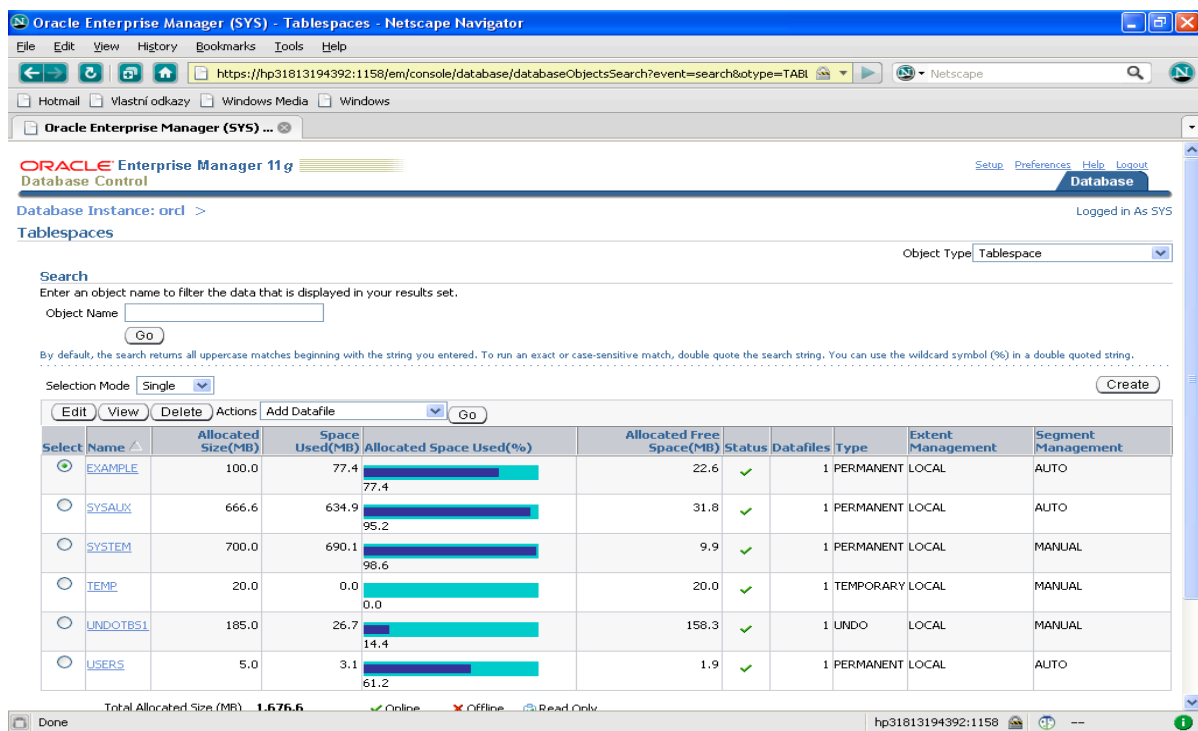 Oracle Enterprise Manager (SYS) - Tablespaces - Netscape Navigator
File Edit View History Bookmarks Tools Help
https://hp31813194392:1158/em/console/database/databaseObjectsSearch?event=search&otype=TABL
Netscape
Hotmail Vlastní odkazy Windows Media Windows
Oracle Enterprise Manager (SYS) ...
ORACLE Enterprise Manager 11g
Database Control
Setup Preferences Help Logout
Database
Database Instance: orcl >
Logged in As SYS
Tablespaces
Object Type Tablespace
Search
Enter an object name to filter the data that is displayed in your results set.
Object Name
Go
By default, the search returns all uppercase matches beginning with the string you entered. To run an exact or case-sensitive match, double quote the search string. You can use the wildcard symbol (%) in a double quoted string.
Selection Mode Single
Create
Edit View Delete Actions Add Datafile Go
Select Name Allocated Size(MB) Space Used(MB) Allocated Space Used(%) Allocated Free Space(MB) Status Datafiles Type Extent Management Segment Management
EXAMPLE 100.0 77.4 77.4 22.6 1 PERMANENT LOCAL AUTO
SYSAUX 666.6 634.9 95.2 31.8 1 PERMANENT LOCAL AUTO
SYSTEM 700.0 690.1 98.6 9.9 1 PERMANENT LOCAL MANUAL
TEMP 20.0 0.0 0.0 20.0 1 TEMPORARY LOCAL MANUAL
UNDOTBS1 185.0 26.7 14.4 158.3 1 UNDO LOCAL MANUAL
USERS 5.0 3.1 61.2 1.9 1 PERMANENT LOCAL AUTO
Total Allocated Size (MB) 1,676.6 Online Offline Read Only
Done
hp31813194392:1158 --